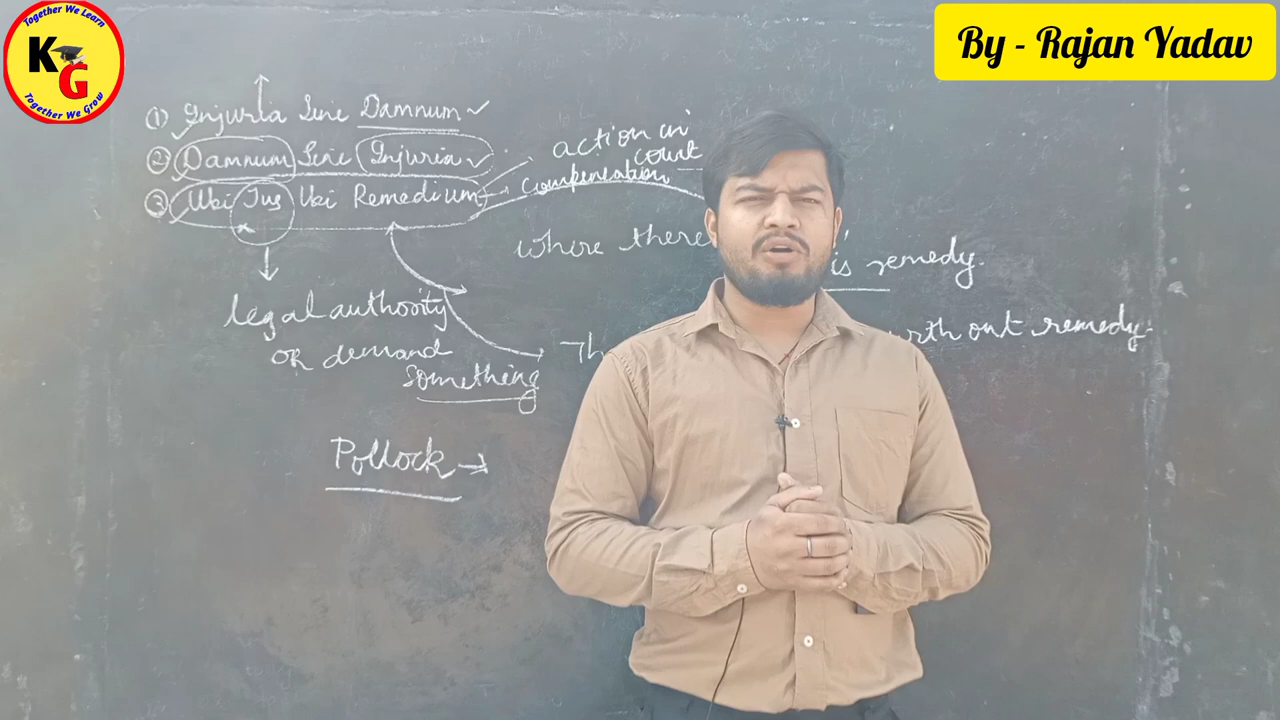 Together We Learn
KG
Together We Grow
By - Rajan Yadav
(1) Injuria Sine Damnum ✓
(2) Damnum Sine Injuria ✓
(3) Ubi Jus Ubi Remedium
action in
court
compensation
where there
is remedy.
legal authority
or demand
something
Th
without remedy.
Pollock →